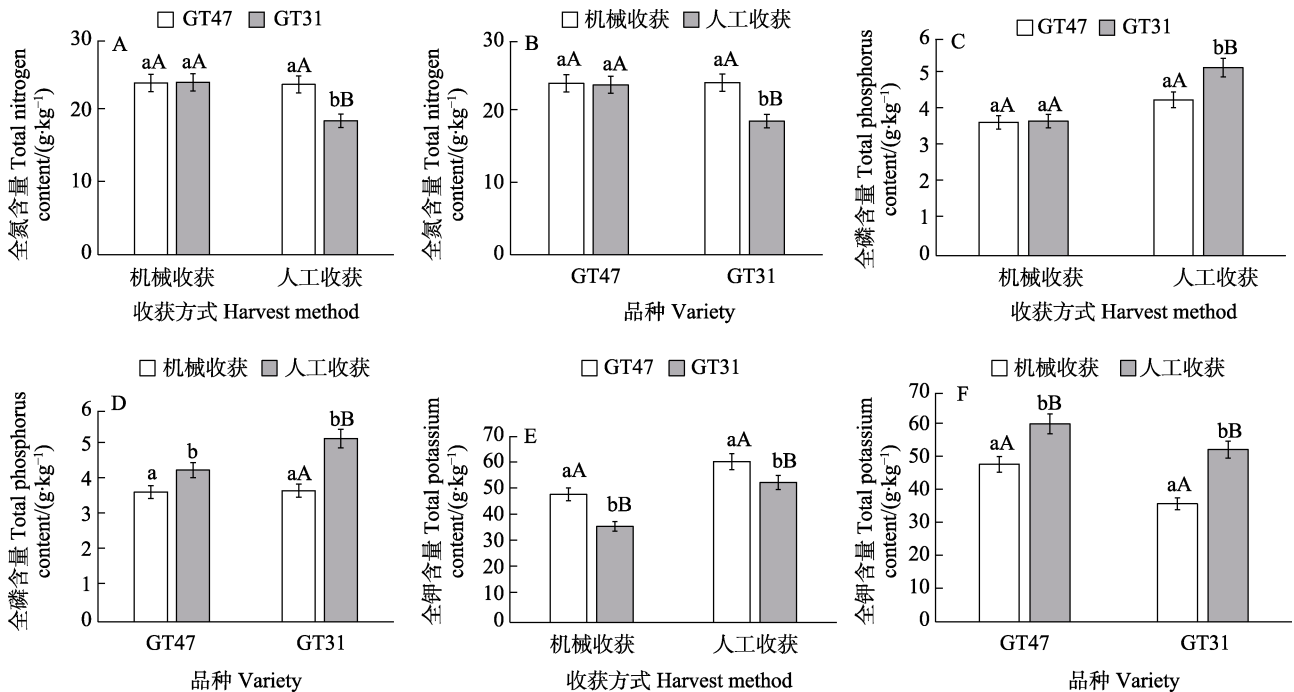 GT47 GT31
A
全氮含量 Total nitrogen
content/(g·kg⁻¹)
30
20
10
0
aA aA aA bB
机械收获 人工收获
收获方式 Harvest method
机械收获 人工收获
B
全氮含量 Total nitrogen
content/(g·kg⁻¹)
30
20
10
0
aA aA aA bB
GT47 GT31
品种 Variety
GT47 GT31
C
全磷含量 Total phosphorus
content/(g·kg⁻¹)
6
5
4
3
2
1
0
aA aA aA bB
机械收获 人工收获
收获方式 Harvest method
机械收获 人工收获
D
全磷含量 Total phosphorus
content/(g·kg⁻¹)
6
5
4
3
2
1
0
a b aA bB
GT47 GT31
品种 Variety
GT47 GT31
E
全钾含量 Total potassium
content/(g·kg⁻¹)
70
60
50
40
30
20
10
0
aA bB aA bB
机械收获 人工收获
收获方式 Harvest method
机械收获 人工收获
F
全钾含量 Total potassium
content/(g·kg⁻¹)
70
60
50
40
30
20
10
0
aA bB aA bB
GT47 GT31
品种 Variety